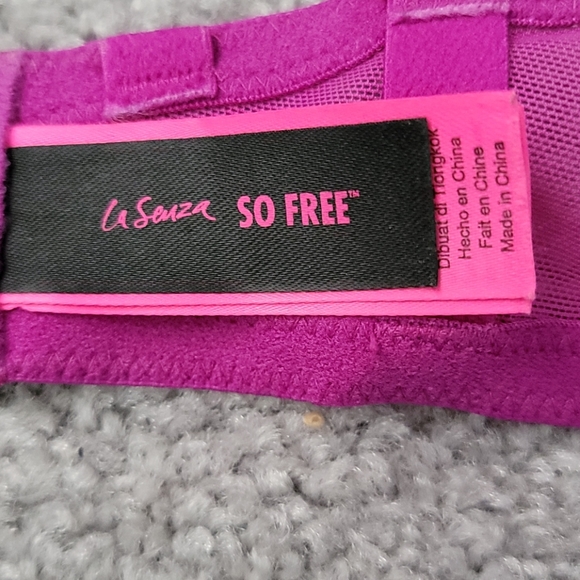 La Senza SO FREE™
Dibuat di Tiongkok
Hecho en China
Fait en Chine
Made in China